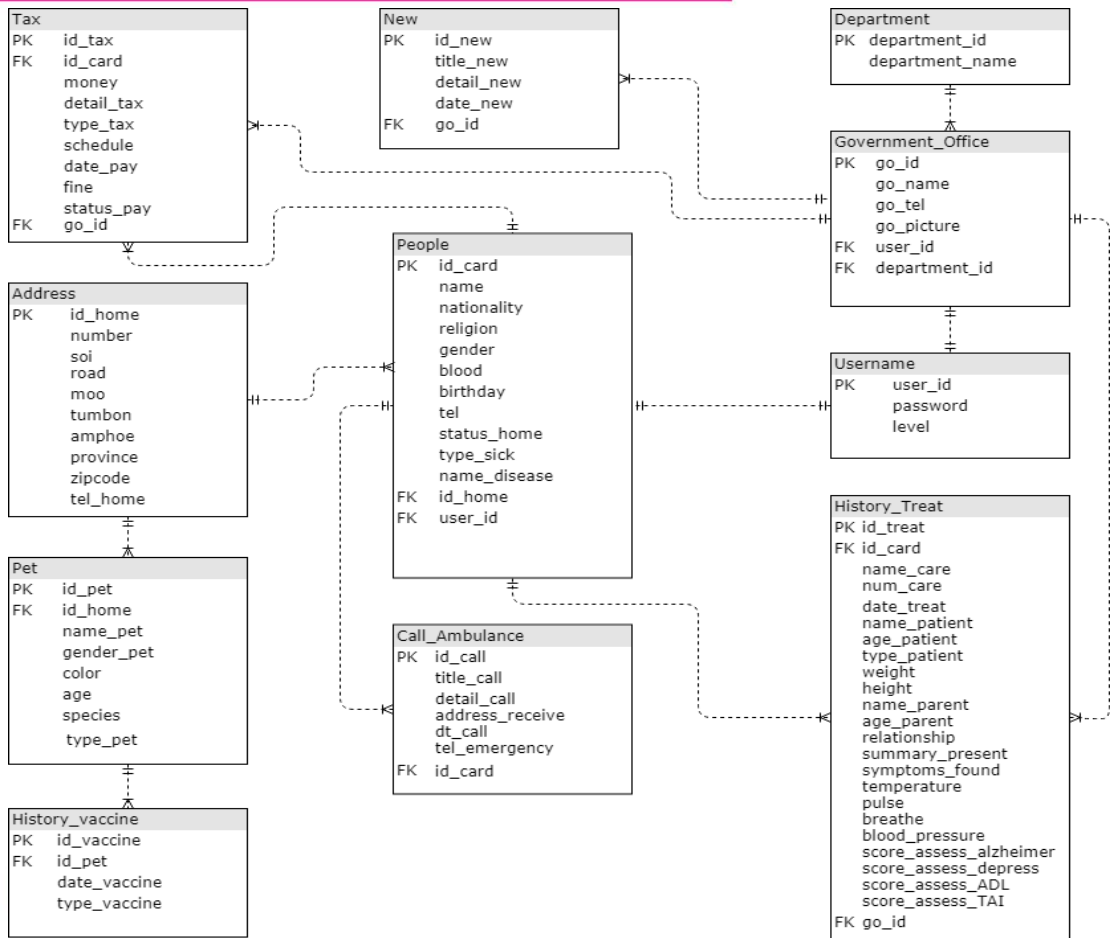 Tax
PK id_tax
FK id_card
money
detail_tax
type_tax
schedule
date_pay
fine
status_pay
FK go_id
New
PK id_new
title_new
detail_new
date_new
FK go_id
Department
PK department_id
department_name
Government_Office
PK go_id
go_name
go_tel
go_picture
FK user_id
FK department_id
People
PK id_card
name
nationality
religion
gender
blood
birthday
tel
status_home
type_sick
name_disease
FK id_home
FK user_id
Address
PK id_home
number
soi
road
moo
tumbon
amphoe
province
zipcode
tel_home
Username
PK user_id
password
level
Pet
PK id_pet
FK id_home
name_pet
gender_pet
color
age
species
type_pet
Call_Ambulance
PK id_call
title_call
detail_call
address_receive
dt_call
tel_emergency
FK id_card
History_Treat
PK id_treat
FK id_card
name_care
num_care
date_treat
name_patient
age_patient
type_patient
weight
height
name_parent
age_parent
relationship
summary_present
symptoms_found
temperature
pulse
breathe
blood_pressure
score_assess_alzheimer
score_assess_depress
score_assess_ADL
score_assess_TAI
FK go_id
History_vaccine
PK id_vaccine
FK id_pet
date_vaccine
type_vaccine